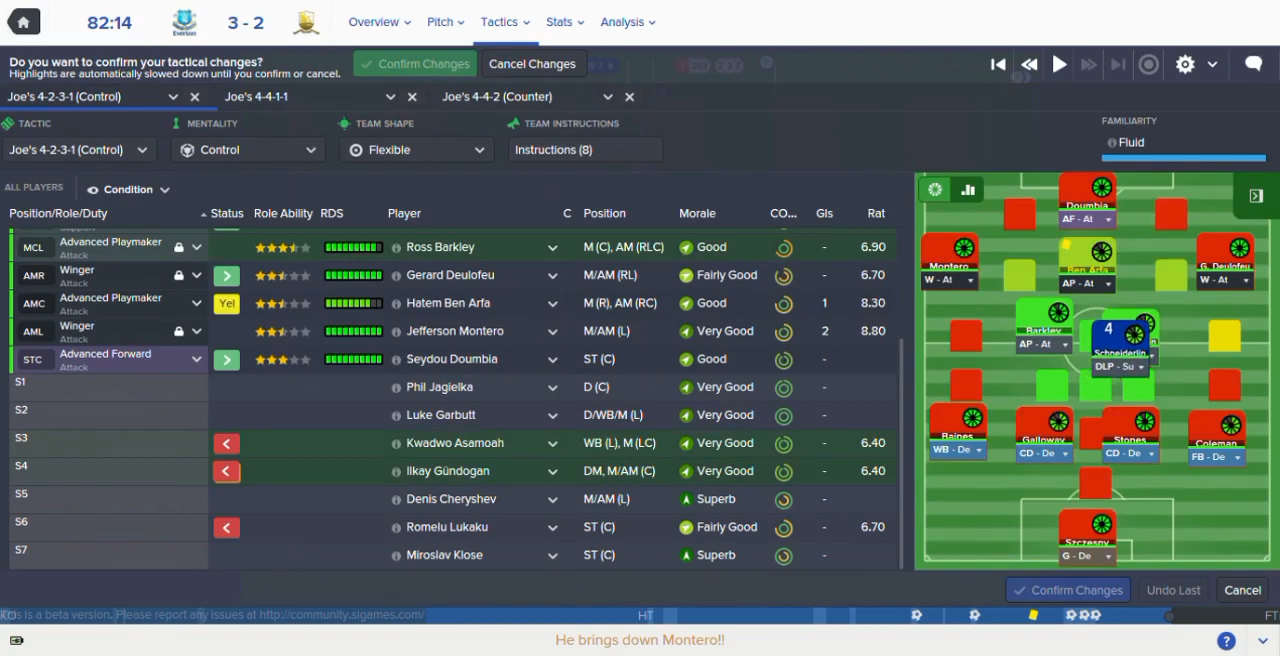 82:14 Everton 3 - 2 Overview Pitch Tactics Stats Analysis
Do you want to confirm your tactical changes?
Highlights are automatically slowed down until you confirm or cancel.
Confirm Changes Cancel Changes
Joe's 4-2-3-1 (Control) Joe's 4-4-1-1 Joe's 4-4-2 (Counter)
TACTIC MENTALITY TEAM SHAPE TEAM INSTRUCTIONS FAMILIARITY
Joe's 4-2-3-1 (Control) Control Flexible Instructions (8) Fluid
ALL PLAYERS Condition
Position/Role/Duty Status Role Ability RDS Player C Position Morale CO... Gls Rat
MCL Advanced Playmaker Attack Ross Barkley M (C), AM (RLC) Good - 6.90
AMR Winger Attack Gerard Deulofeu M/AM (RL) Fairly Good - 6.70
AMC Advanced Playmaker Attack Yel Hatem Ben Arfa M (R), AM (RC) Good 1 8.30
AML Winger Attack Jefferson Montero M/AM (L) Very Good 2 8.80
STC Advanced Forward Attack Seydou Doumbia ST (C) Good -
S1 Phil Jagielka D (C) Very Good -
S2 Luke Garbutt D/WB/M (L) Very Good -
S3 Kwadwo Asamoah WB (L), M (LC) Very Good - 6.40
S4 Ilkay Gündogan DM, M/AM (C) Very Good - 6.40
S5 Denis Cheryshev M/AM (L) Superb -
S6 Romelu Lukaku ST (C) Fairly Good - 6.70
S7 Miroslav Klose ST (C) Superb -
Doumbia
AF - At
Montero Ben Arfa G. Deulofeu
W - At AP - At W - At
Barkley 4 Schneiderlin
AP - At DLP - Su
Baines Galloway Stones Coleman
WB - De CD - De CD - De FB - De
Szczesny
G - De
Confirm Changes Undo Last Cancel
is a beta version. Please report any issues at http://community.sigames.com/ HT FT
He brings down Montero!!
?